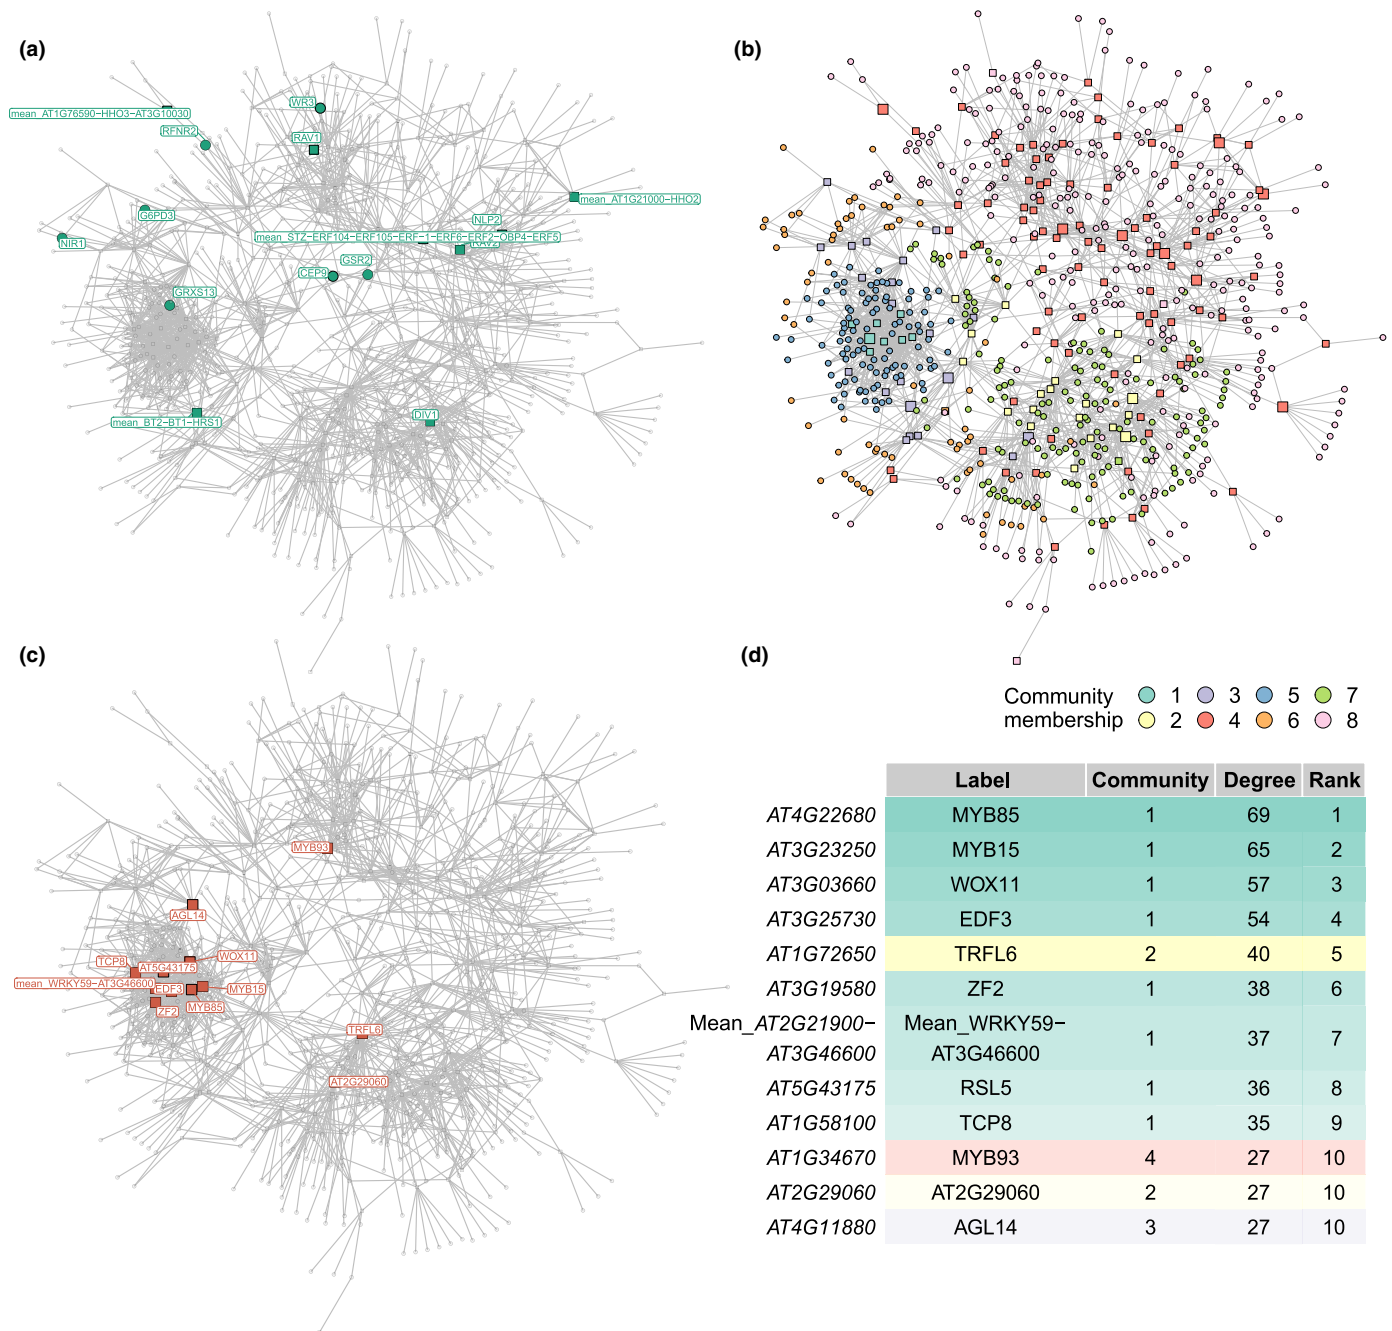 (a)
WR3
mean_AT1G76590−HHO3−AT3G10030
RFNR2
RAV1
mean_AT1G21000−HHO2
G6PD3
NLP2
NIR1
mean_STZ−ERF104−ERF105−ERF−1−ERF6−ERF2−OBP4−ERF5
RAV2
GSR2
CEP9
GRXS13
mean_BT2−BT1−HRS1
DIV1
(b)
(c)
MYB93
AGL14
WOX11
TCP8
AT5G43175
mean_WRKY59−AT3G46600
EDF3
MYB15
ZF2
MYB85
TRFL6
AT2G29060
(d)
Community 1 3 5 7
membership 2 4 6 8
Label Community Degree Rank
AT4G22680 MYB85 1 69 1
AT3G23250 MYB15 1 65 2
AT3G03660 WOX11 1 57 3
AT3G25730 EDF3 1 54 4
AT1G72650 TRFL6 2 40 5
AT3G19580 ZF2 1 38 6
Mean_AT2G21900− Mean_WRKY59−
AT3G46600 AT3G46600 1 37 7
AT5G43175 RSL5 1 36 8
AT1G58100 TCP8 1 35 9
AT1G34670 MYB93 4 27 10
AT2G29060 AT2G29060 2 27 10
AT4G11880 AGL14 3 27 10